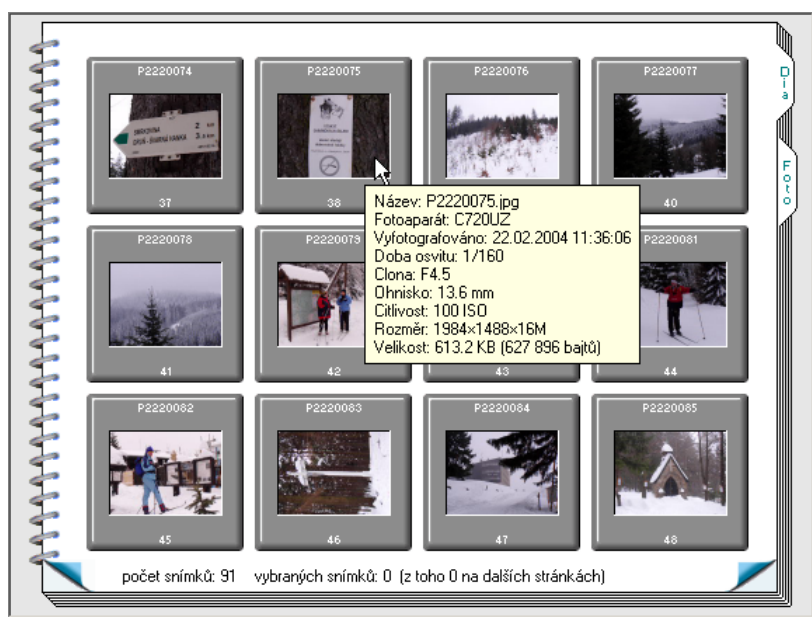 P2220074
P2220075
P2220076
P2220077
Dia
Foto
2 km
37
38
40
Název: P2220075.jpg
Fotoaparát: C720UZ
Vyfotografováno: 22.02.2004 11:36:06
Doba osvitu: 1/160
Clona: F4.5
Ohnisko: 13.6 mm
Citlivost: 100 ISO
Rozměr: 1984×1488×16M
Velikost: 613.2 KB (627 896 bajtů)
P2220078
P2220079
P2220081
41
42
43
44
P2220082
P2220083
P2220084
P2220085
45
46
47
48
počet snímků: 91 vybraných snímků: 0 (z toho 0 na dalších stránkách)